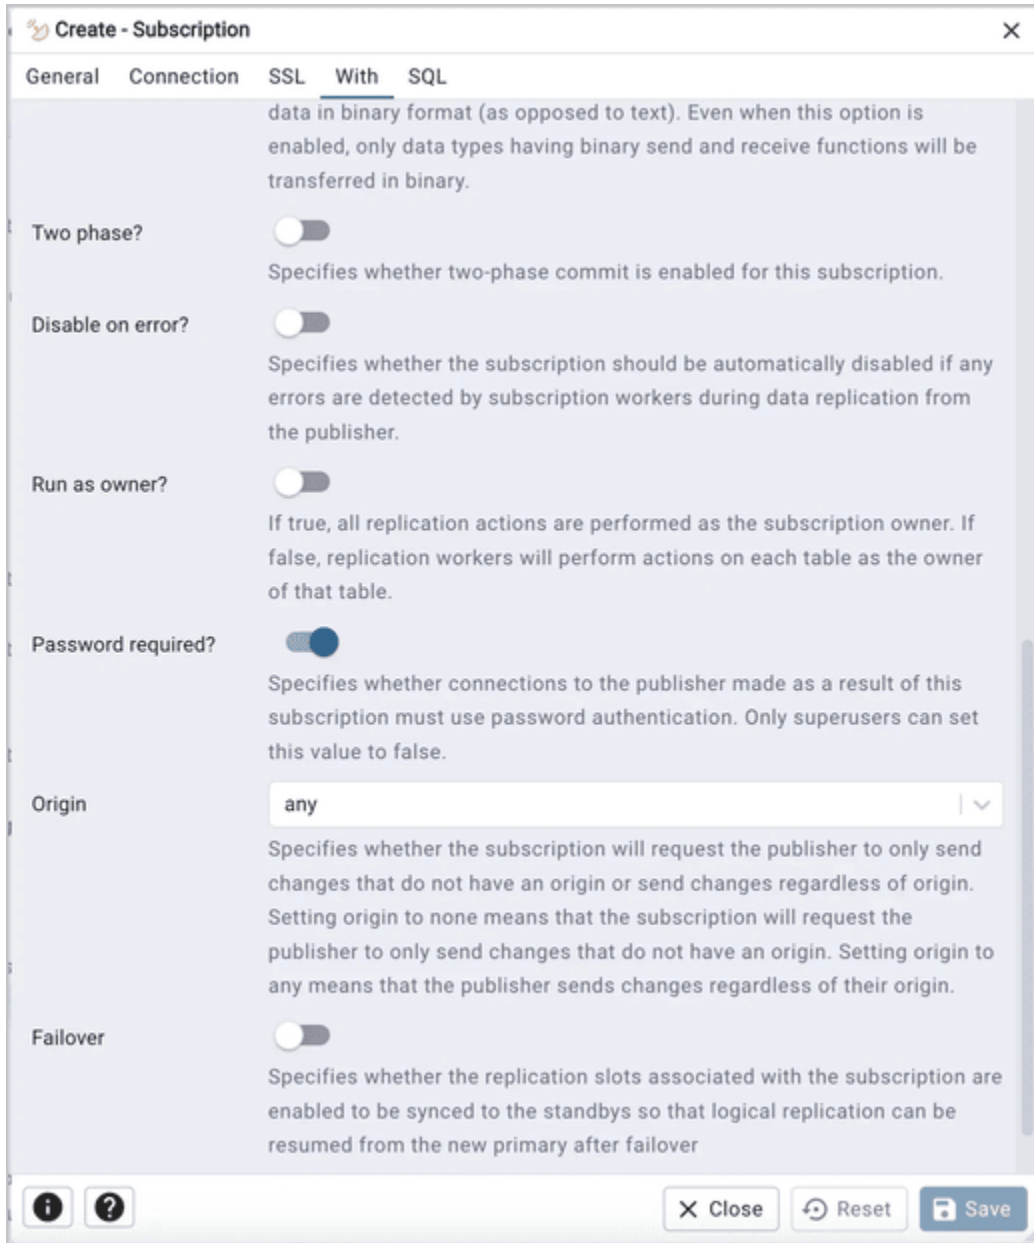 Create - Subscription
General Connection SSL With SQL
data in binary format (as opposed to text). Even when this option is
enabled, only data types having binary send and receive functions will be
transferred in binary.
Two phase?
Specifies whether two-phase commit is enabled for this subscription.
Disable on error?
Specifies whether the subscription should be automatically disabled if any
errors are detected by subscription workers during data replication from
the publisher.
Run as owner?
If true, all replication actions are performed as the subscription owner. If
false, replication workers will perform actions on each table as the owner
of that table.
Password required?
Specifies whether connections to the publisher made as a result of this
subscription must use password authentication. Only superusers can set
this value to false.
Origin
any
Specifies whether the subscription will request the publisher to only send
changes that do not have an origin or send changes regardless of origin.
Setting origin to none means that the subscription will request the
publisher to only send changes that do not have an origin. Setting origin to
any means that the publisher sends changes regardless of their origin.
Failover
Specifies whether the replication slots associated with the subscription are
enabled to be synced to the standbys so that logical replication can be
resumed from the new primary after failover
Close Reset Save